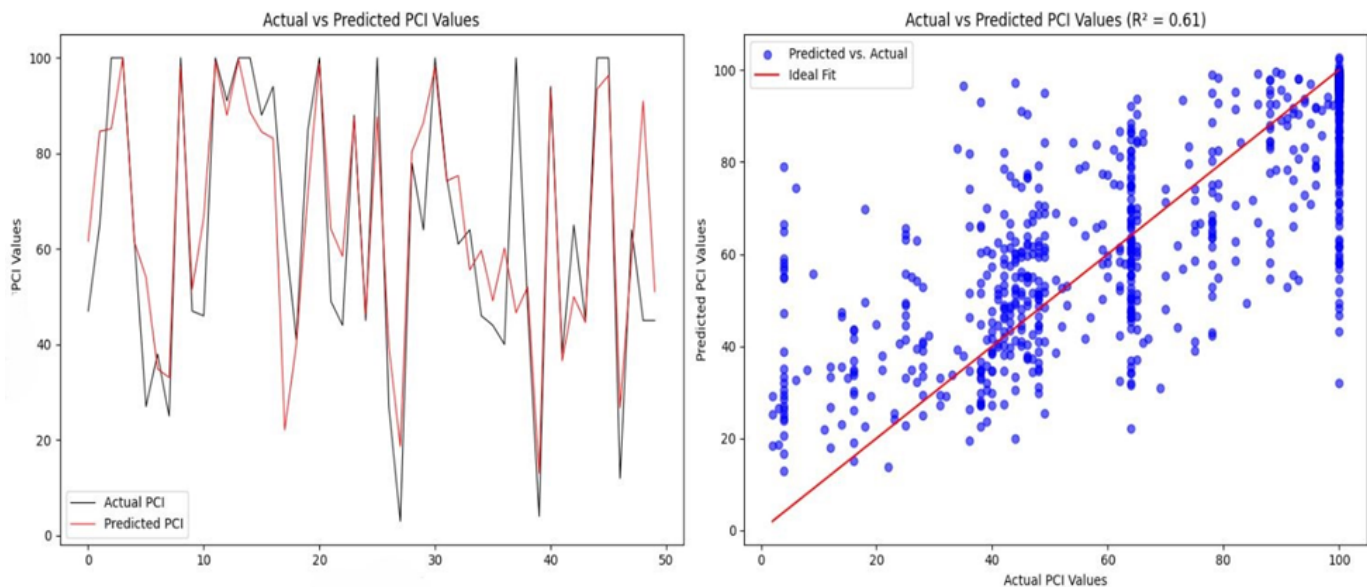 Actual vs Predicted PCI Values
PCI Values
100
80
60
40
20
0
Actual PCI
Predicted PCI
0 10 20 30 40 50
Actual vs Predicted PCI Values (R² = 0.61)
Predicted PCI Values
100
80
60
40
20
0
Predicted vs. Actual
Ideal Fit
0 20 40 60 80 100
Actual PCI Values